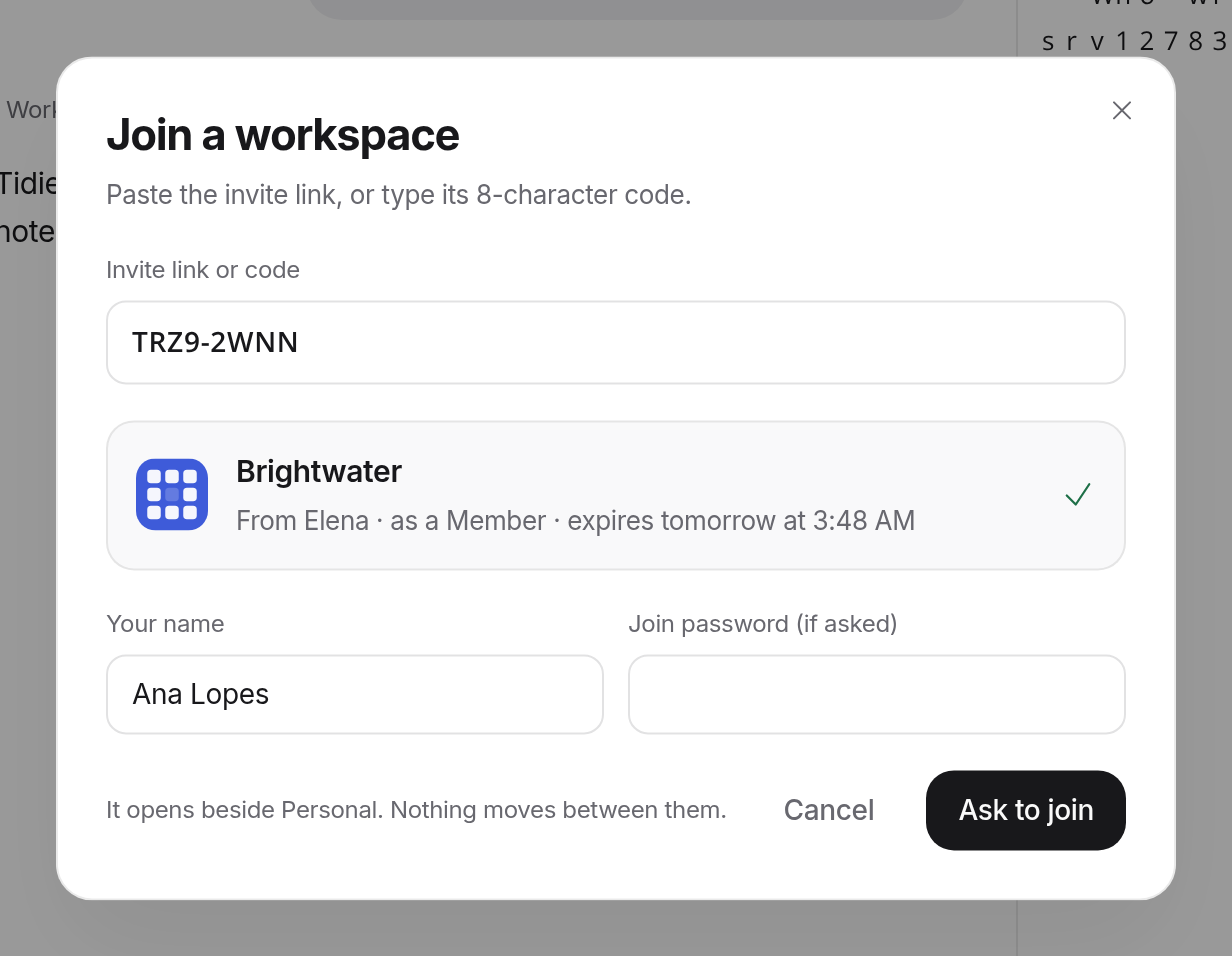 s r v 1 2 7 8 3
Join a workspace
Paste the invite link, or type its 8-character code.
Invite link or code
TRZ9-2WNN
Brightwater
From Elena · as a Member · expires tomorrow at 3:48 AM
Your name
Join password (if asked)
Ana Lopes
It opens beside Personal. Nothing moves between them.
Cancel
Ask to join